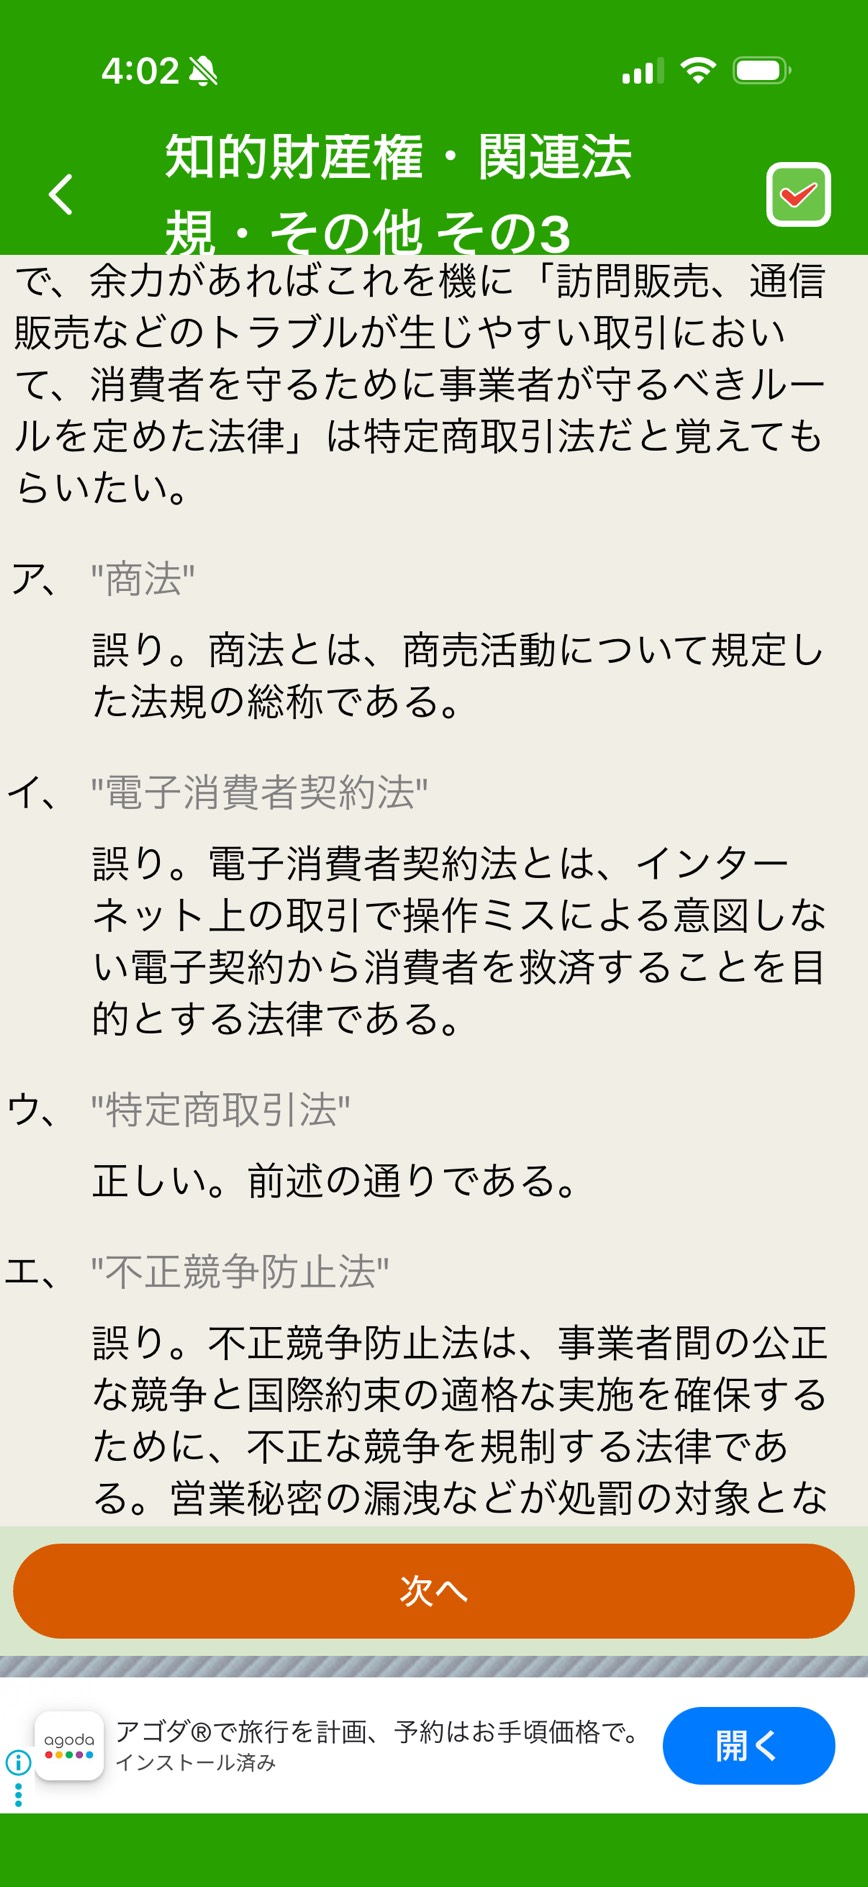 4:02
知的財産権・関連法
規・その他 その3
で、余力があればこれを機に「訪問販売、通信
販売などのトラブルが生じやすい取引におい
て、消費者を守るために事業者が守るべきルー
ルを定めた法律」は特定商取引法だと覚えても
らいたい。
ア、 "商法"
誤り。商法とは、商売活動について規定し
た法規の総称である。
イ、 "電子消費者契約法"
誤り。電子消費者契約法とは、インター
ネット上の取引で操作ミスによる意図しな
い電子契約から消費者を救済することを目
的とする法律である。
ウ、 "特定商取引法"
正しい。前述の通りである。
エ、 "不正競争防止法"
誤り。不正競争防止法は、事業者間の公正
な競争と国際約束の適格な実施を確保する
ために、不正な競争を規制する法律であ
る。営業秘密の漏洩などが処罰の対象とな
次へ
agoda
アゴダ®で旅行を計画、予約はお手頃価格で。
インストール済み
開く